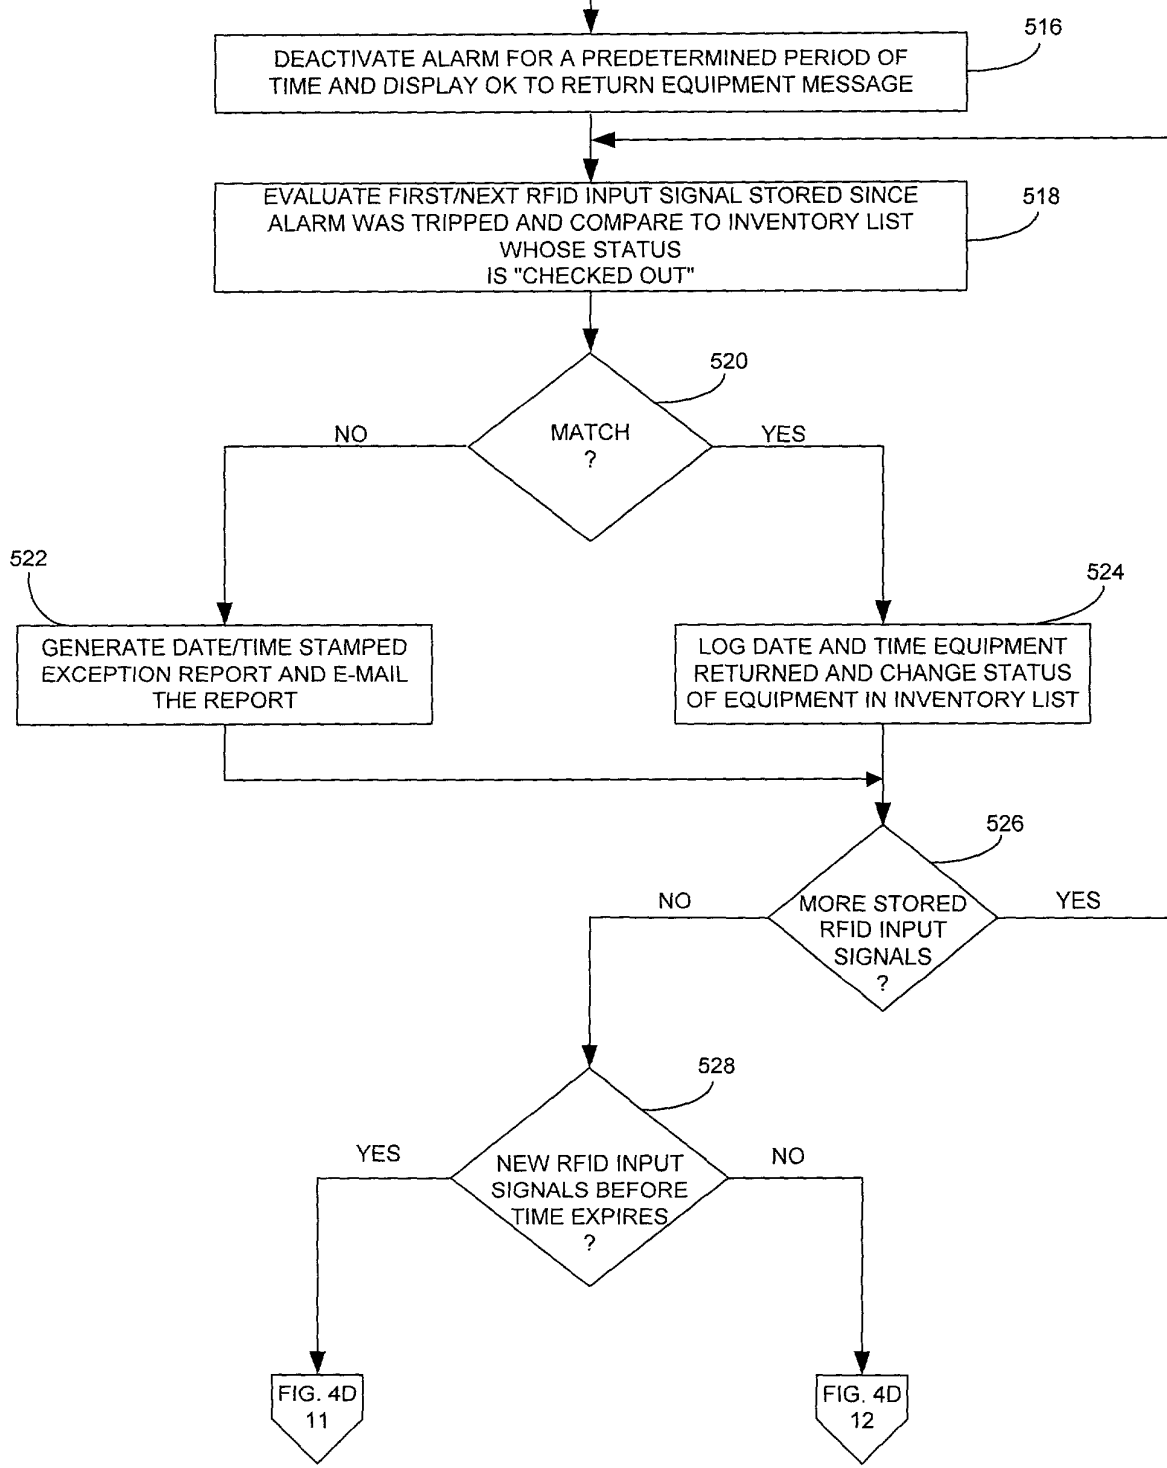 516
DEACTIVATE ALARM FOR A PREDETERMINED PERIOD OF
TIME AND DISPLAY OK TO RETURN EQUIPMENT MESSAGE
518
EVALUATE FIRST/NEXT RFID INPUT SIGNAL STORED SINCE
ALARM WAS TRIPPED AND COMPARE TO INVENTORY LIST
WHOSE STATUS
IS "CHECKED OUT"
520
MATCH
?
NO
YES
522
GENERATE DATE/TIME STAMPED
EXCEPTION REPORT AND E-MAIL
THE REPORT
524
LOG DATE AND TIME EQUIPMENT
RETURNED AND CHANGE STATUS
OF EQUIPMENT IN INVENTORY LIST
526
MORE STORED
RFID INPUT
SIGNALS
?
NO
YES
528
NEW RFID INPUT
SIGNALS BEFORE
TIME EXPIRES
?
YES
NO
FIG. 4D
11
FIG. 4D
12